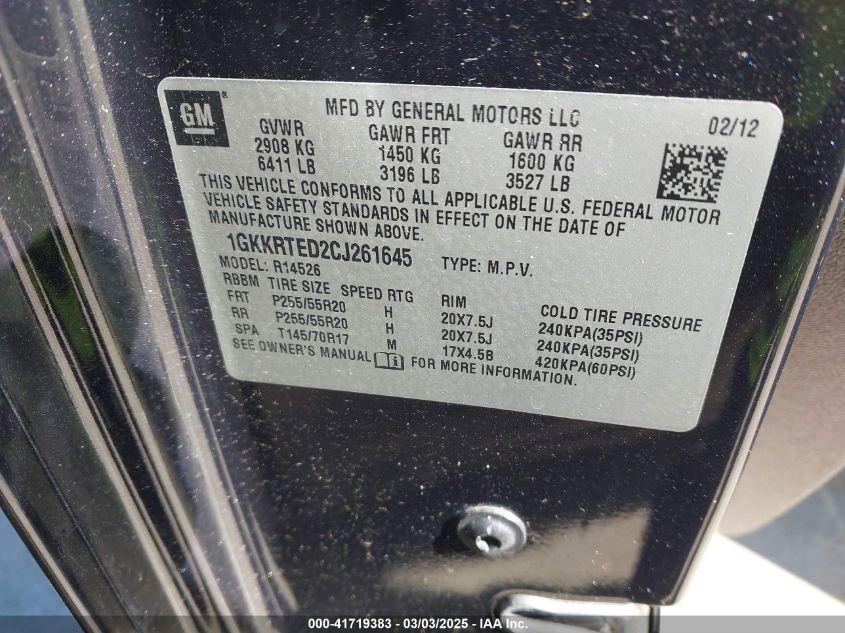 GM®
MFD BY GENERAL MOTORS LLC
02/12
GVWR GAWR FRT GAWR RR
2908 KG 1450 KG 1600 KG
6411 LB 3196 LB 3527 LB
THIS VEHICLE CONFORMS TO ALL APPLICABLE U.S. FEDERAL MOTOR
VEHICLE SAFETY STANDARDS IN EFFECT ON THE DATE OF
MANUFACTURE SHOWN ABOVE.
1GKKRTED2CJ261645 TYPE: M.P.V.
MODEL: R14526
RBBM TIRE SIZE SPEED RTG RIM COLD TIRE PRESSURE
FRT P255/55R20 H 20X7.5J 240KPA(35PSI)
RR P255/55R20 H 20X7.5J 240KPA(35PSI)
SPA T145/70R17 M 17X4.5B 420KPA(60PSI)
SEE OWNER'S MANUAL i FOR MORE INFORMATION.
000-41719383 - 03/03/2025 - IAA Inc.